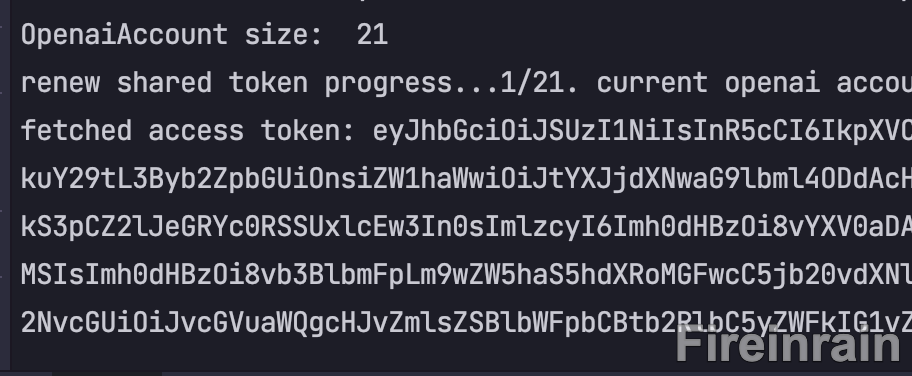 OpenaiAccount size:  21
renew shared token progress...1/21. current openai accou
fetched access token: eyJhbGciOiJSUzI1NiIsInR5cCI6IkpXVC
kuY29tL3Byb2ZpbGUiOnsiZW1haWwiOiJtYXJjdXNwaG9lbml4ODdAcH
kS3pCZ2lJeGRYc0RSSUxlcEw3In0sImlzcyI6Imh0dHBzOi8vYXV0aDA
MSIsImh0dHBzOi8vb3BlbmFpLm9wZW5haS5hdXRoMGFwcC5jb20vdXNl
2NvcGUiOiJvcGVuaWQgcHJvZmlsZSBlbWFpbCBtb2RlbC5yZWFkIG1vZ
Fireinrain